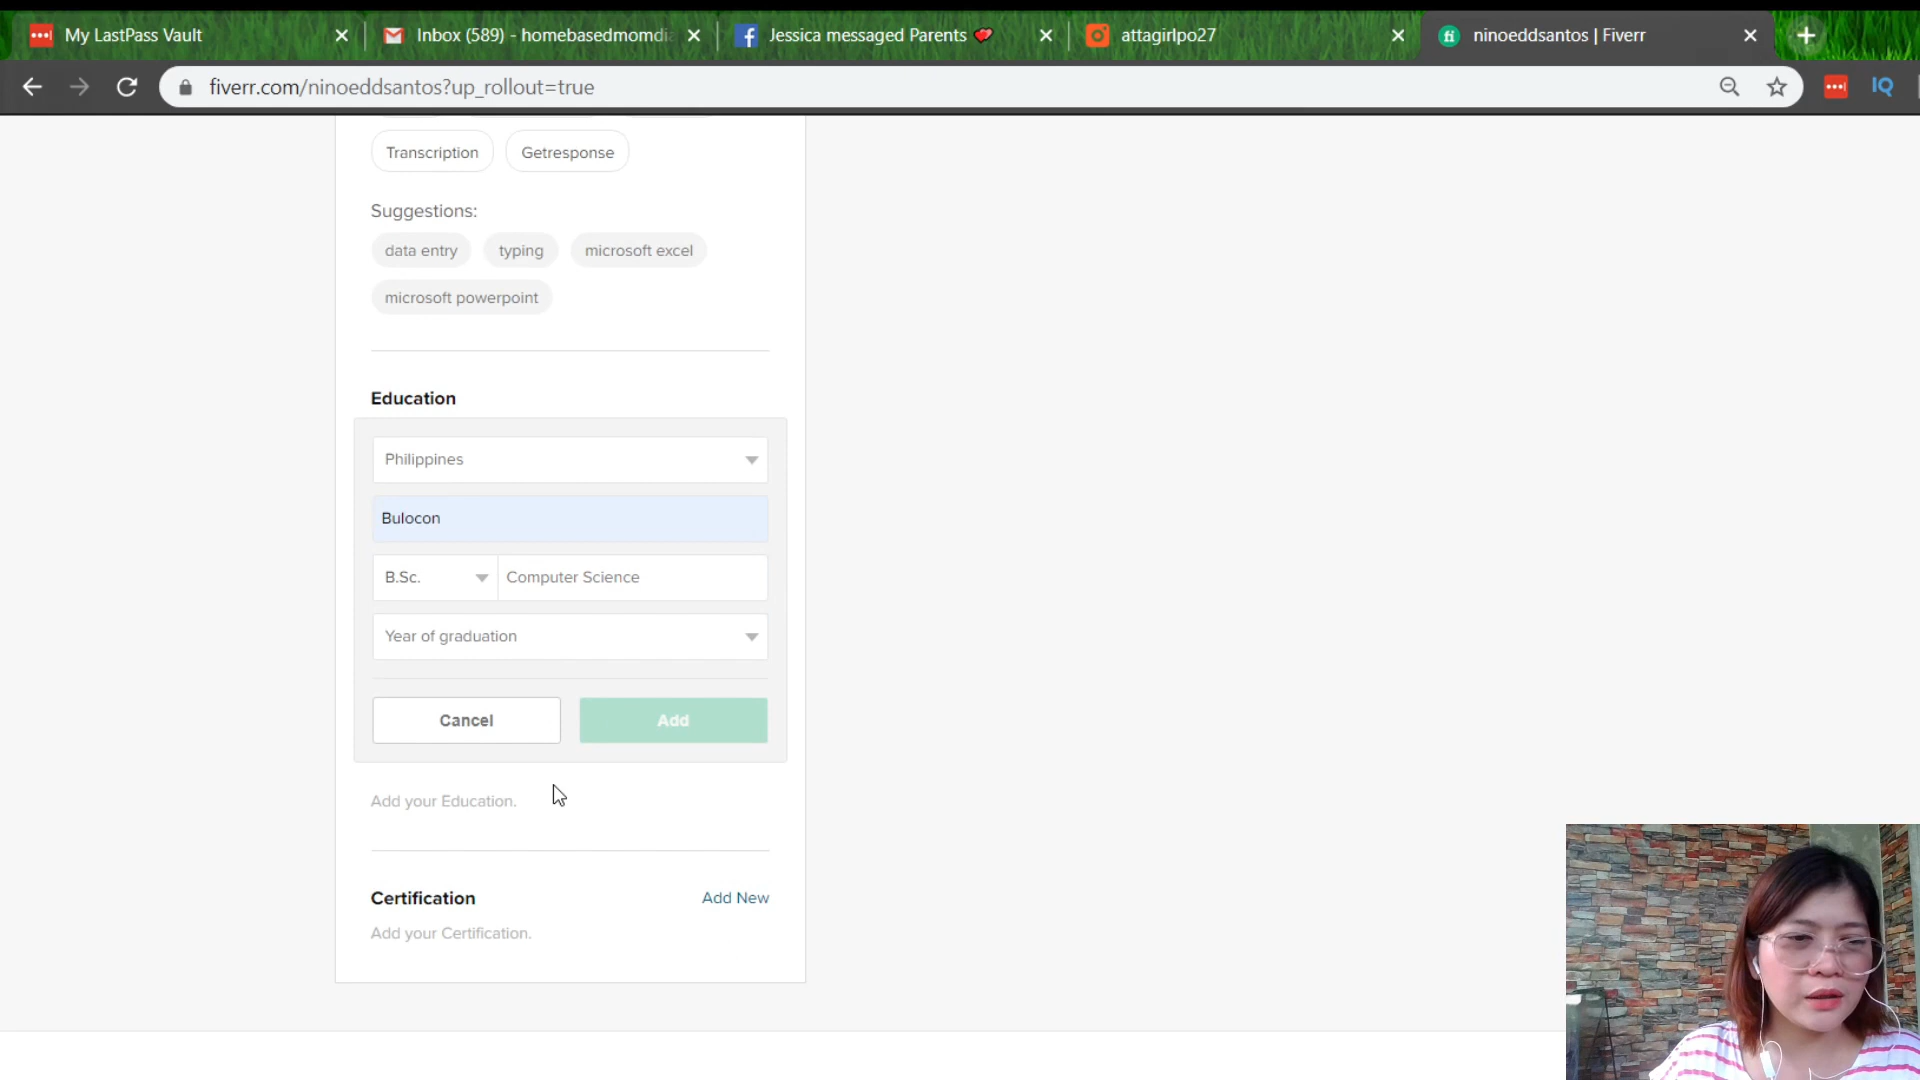 My LastPass Vault
Inbox (589) - homebasedmomdia
Jessica messaged Parents
attagirlpo27
ninoeddsantos | Fiverr
fiverr.com/ninoeddsantos?up_rollout=true
IQ
Transcription
Getresponse
Suggestions:
data entry
typing
microsoft excel
microsoft powerpoint
Education
Philippines
Bulocon
B.Sc.
Computer Science
Year of graduation
Cancel
Add
Add your Education.
Certification
Add New
Add your Certification.